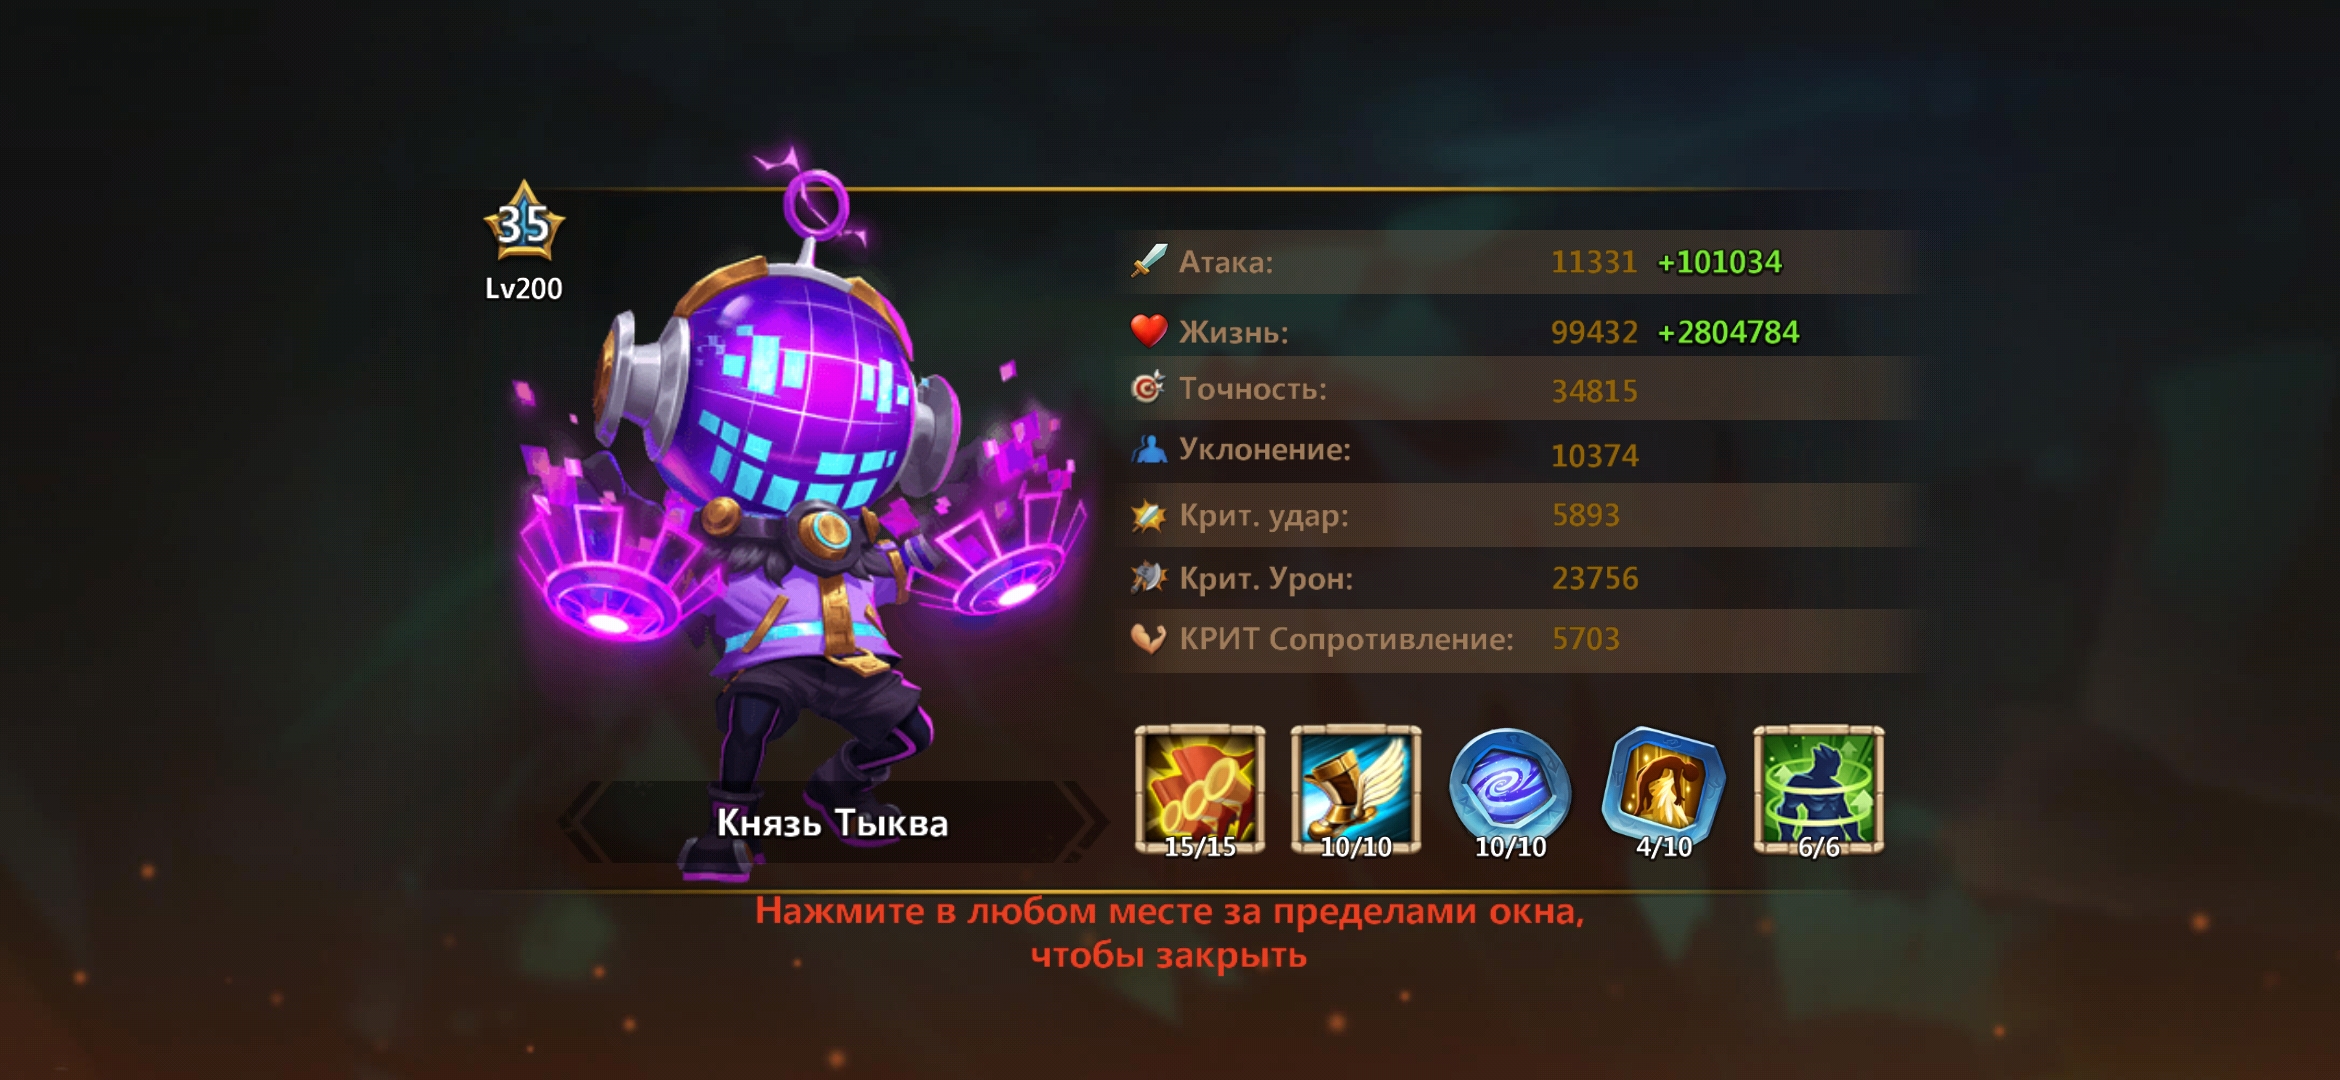 35
Lv200
Атака: 11331 +101034
Жизнь: 99432 +2804784
Точность: 34815
Уклонение: 10374
Крит. удар: 5893
Крит. Урон: 23756
КРИТ Сопротивление: 5703
Князь Тыква
15/15 10/10 10/10 4/10 6/6
Нажмите в любом месте за пределами окна,
чтобы закрыть